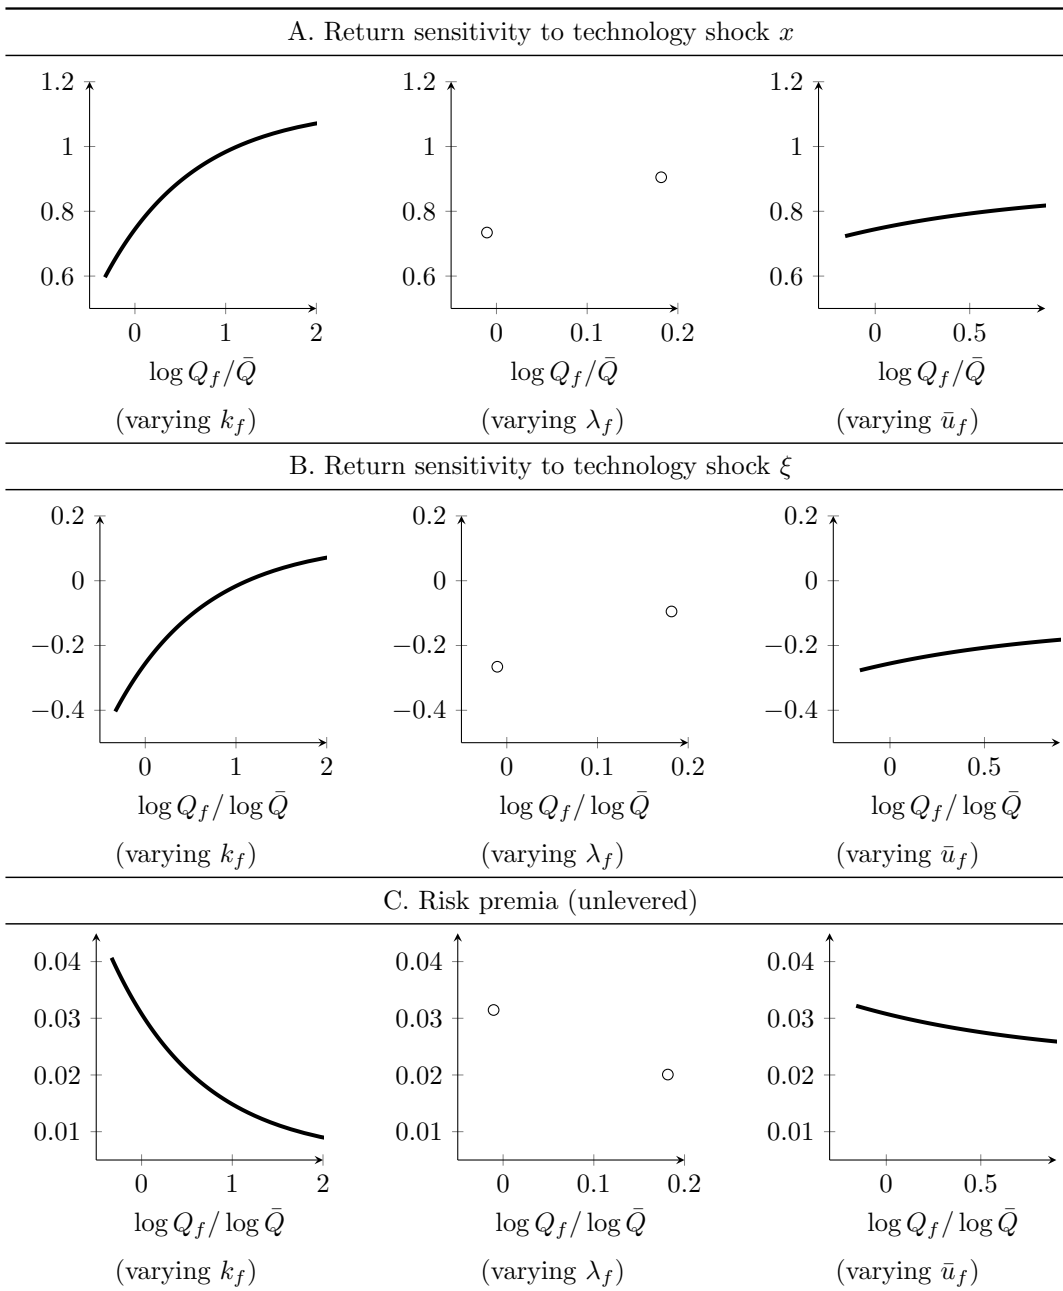 A. Return sensitivity to technology shock x
1.2 1.2 1.2
1 1 1
0.8 0.8 0.8
0.6 0.6 0.6
0 1 2 0 0.1 0.2 0 0.5
log Q_f/Q̄ log Q_f/Q̄ log Q_f/Q̄
(varying k_f) (varying λ_f) (varying ū_f)
B. Return sensitivity to technology shock ξ
0.2 0.2 0.2
0 0 0
−0.2 −0.2 −0.2
−0.4 −0.4 −0.4
0 1 2 0 0.1 0.2 0 0.5
log Q_f/ log Q̄ log Q_f/ log Q̄ log Q_f/ log Q̄
(varying k_f) (varying λ_f) (varying ū_f)
C. Risk premia (unlevered)
0.04 0.04 0.04
0.03 0.03 0.03
0.02 0.02 0.02
0.01 0.01 0.01
0 1 2 0 0.1 0.2 0 0.5
log Q_f/ log Q̄ log Q_f/ log Q̄ log Q_f/ log Q̄
(varying k_f) (varying λ_f) (varying ū_f)